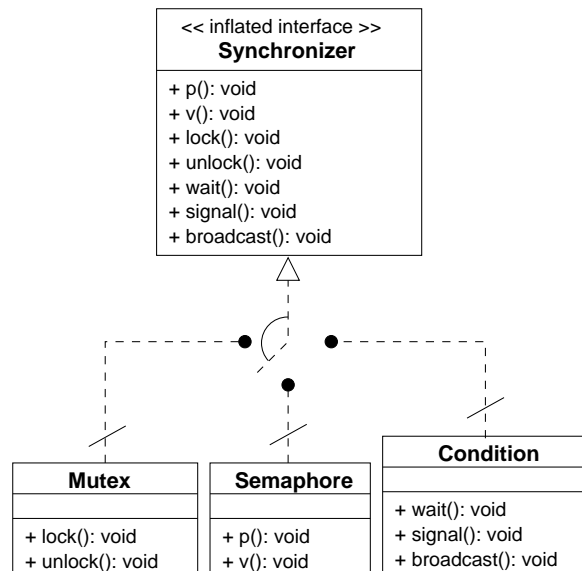 << inflated interface >>
Synchronizer
+ p(): void
+ v(): void
+ lock(): void
+ unlock(): void
+ wait(): void
+ signal(): void
+ broadcast(): void
Mutex
+ lock(): void
+ unlock(): void
Semaphore
+ p(): void
+ v(): void
Condition
+ wait(): void
+ signal(): void
+ broadcast(): void